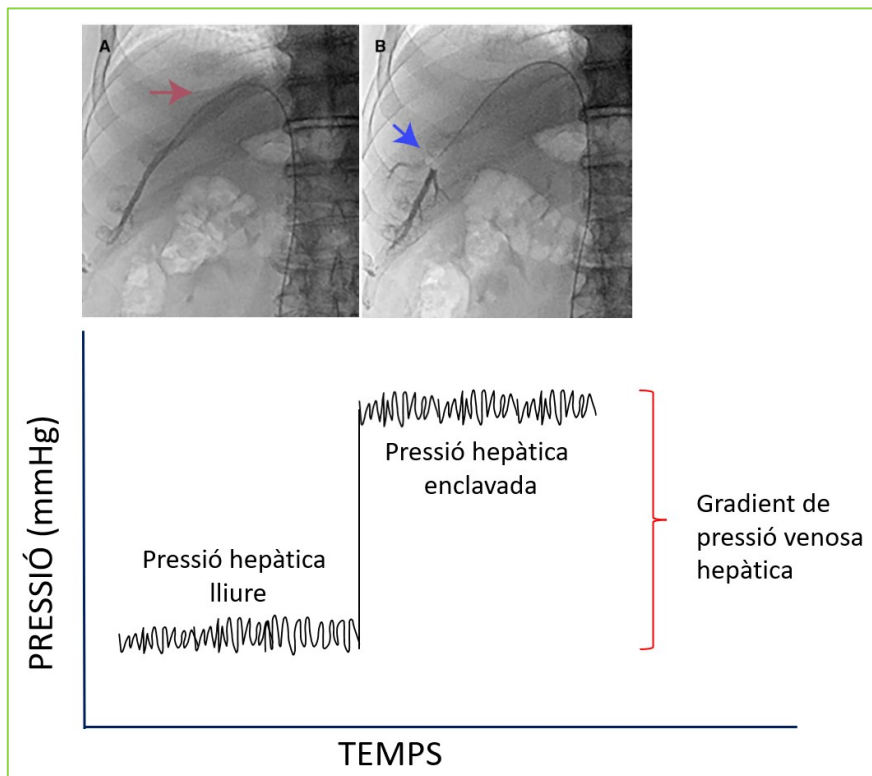 A
B
PRESSIÓ (mmHg)
Pressió hepàtica
enclavada
Pressió hepàtica
lliure
Gradient de
pressió venosa
hepàtica
TEMPS